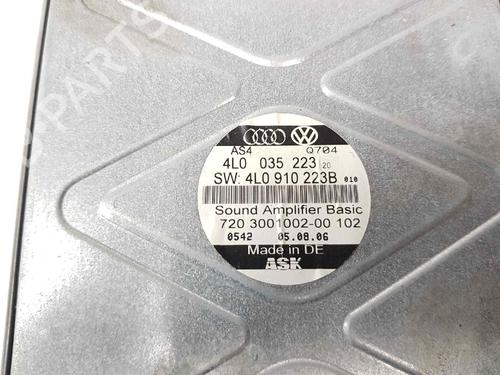 AS4 Q704
4L0 035 223 20
SW: 4L0 910 223B 010
Sound Amplifier Basic
720 3001002-00 102
0542 05.08.06
Made in DE
ASK